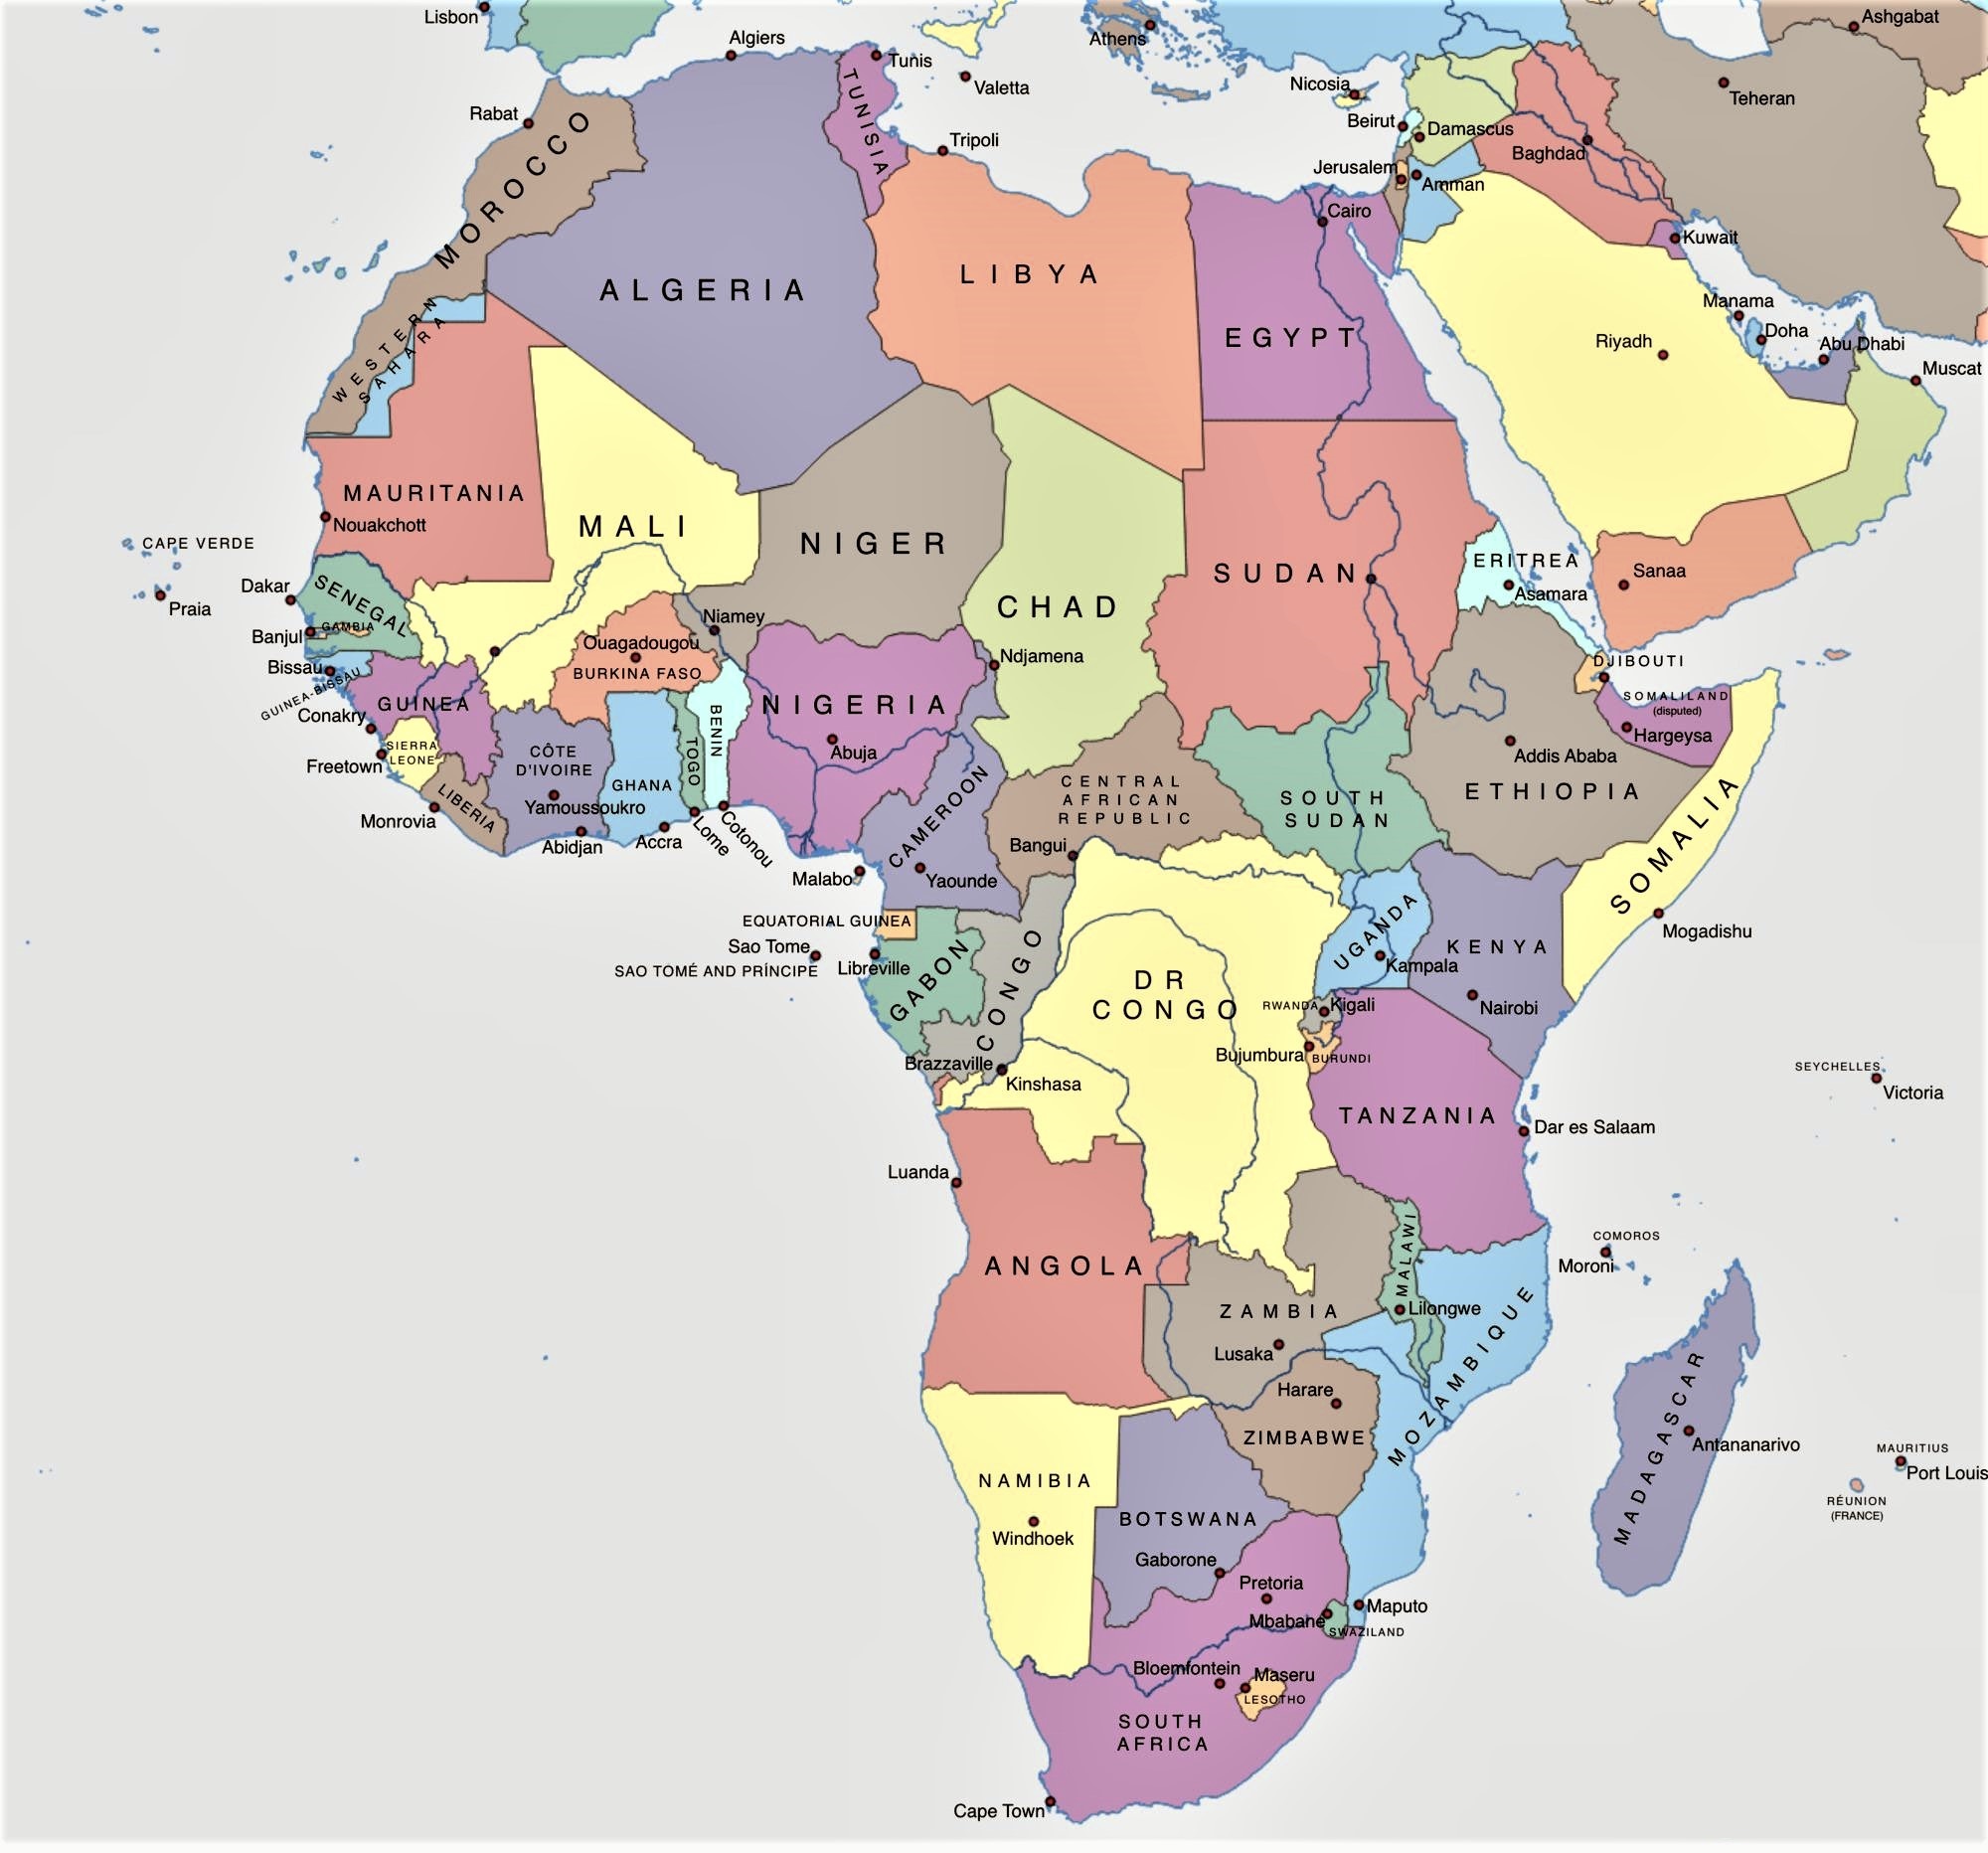 Lisbon
Algiers
Tunis
Athens
Ashgabat
Valetta
Nicosia
Teheran
Rabat
Beirut
Damascus
Tripoli
Baghdad
Jerusalem
Amman
TUNISIA
MOROCCO
Cairo
Kuwait
ALGERIA
LIBYA
EGYPT
Manama
Doha
Riyadh
Abu Dhabi
Muscat
WESTERN
SAHARA
MAURITANIA
Nouakchott
MALI
NIGER
CHAD
SUDAN
ERITREA
Asamara
Sanaa
CAPE VERDE
Praia
Dakar
SENEGAL
Banjul
GAMBIA
Bissau
GUINEA-BISSAU
GUINEA
Conakry
Niamey
Ouagadougou
BURKINA FASO
Ndjamena
NIGERIA
Abuja
BENIN
TOGO
GHANA
CÔTE
D'IVOIRE
Yamoussoukro
SIERRA
LEONE
Freetown
LIBERIA
Monrovia
Abidjan
Accra
Lome
Cotonou
DJIBOUTI
SOMALILAND
(disputed)
Hargeysa
Addis Ababa
ETHIOPIA
SOMALIA
Mogadishu
CENTRAL
AFRICAN
REPUBLIC
SOUTH
SUDAN
CAMEROON
Bangui
Malabo
Yaounde
EQUATORIAL GUINEA
Sao Tome
SAO TOMÉ AND PRÍNCIPE
Libreville
GABON
CONGO
DR
CONGO
UGANDA
Kampala
KENYA
Nairobi
RWANDA
Kigali
Bujumbura
BURUNDI
Brazzaville
Kinshasa
TANZANIA
Dar es Salaam
SEYCHELLES
Victoria
Luanda
ANGOLA
ZAMBIA
Lusaka
MALAWI
Lilongwe
COMOROS
Moroni
MOZAMBIQUE
Harare
ZIMBABWE
MADAGASCAR
Antananarivo
MAURITIUS
Port Louis
RÉUNION
(FRANCE)
NAMIBIA
Windhoek
BOTSWANA
Gaborone
Pretoria
Mbabane
SWAZILAND
Maputo
Bloemfontein
Maseru
LESOTHO
SOUTH
AFRICA
Cape Town